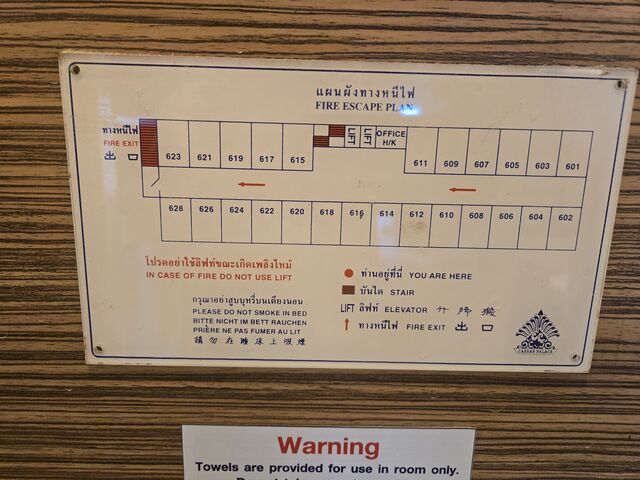 แผนผังทางหนีไฟ
FIRE ESCAPE PLAN
ทางหนีไฟ
FIRE EXIT
出 口
623 621 619 617 615
LIFT LIFT OFFICE H/K
611 609 607 605 603 601
628 626 624 622 620 618 616 614 612 610 608 606 604 602
โปรดอย่าใช้ลิฟท์ขณะเกิดเพลิงไหม้
IN CASE OF FIRE DO NOT USE LIFT
กรุณาอย่าสูบบุหรี่บนเตียงนอน
PLEASE DO NOT SMOKE IN BED
BITTE NICHT IM BETT RAUCHEN
PRIÈRE NE PAS FUMER AU LIT
請勿在睡床上吸煙
ท่านอยู่ที่นี่ YOU ARE HERE
บันได STAIR
LIFT ลิฟท์ ELEVATOR 升降
ทางหนีไฟ FIRE EXIT 出 口
CAESAR PALACE
Warning
Towels are provided for use in room only.